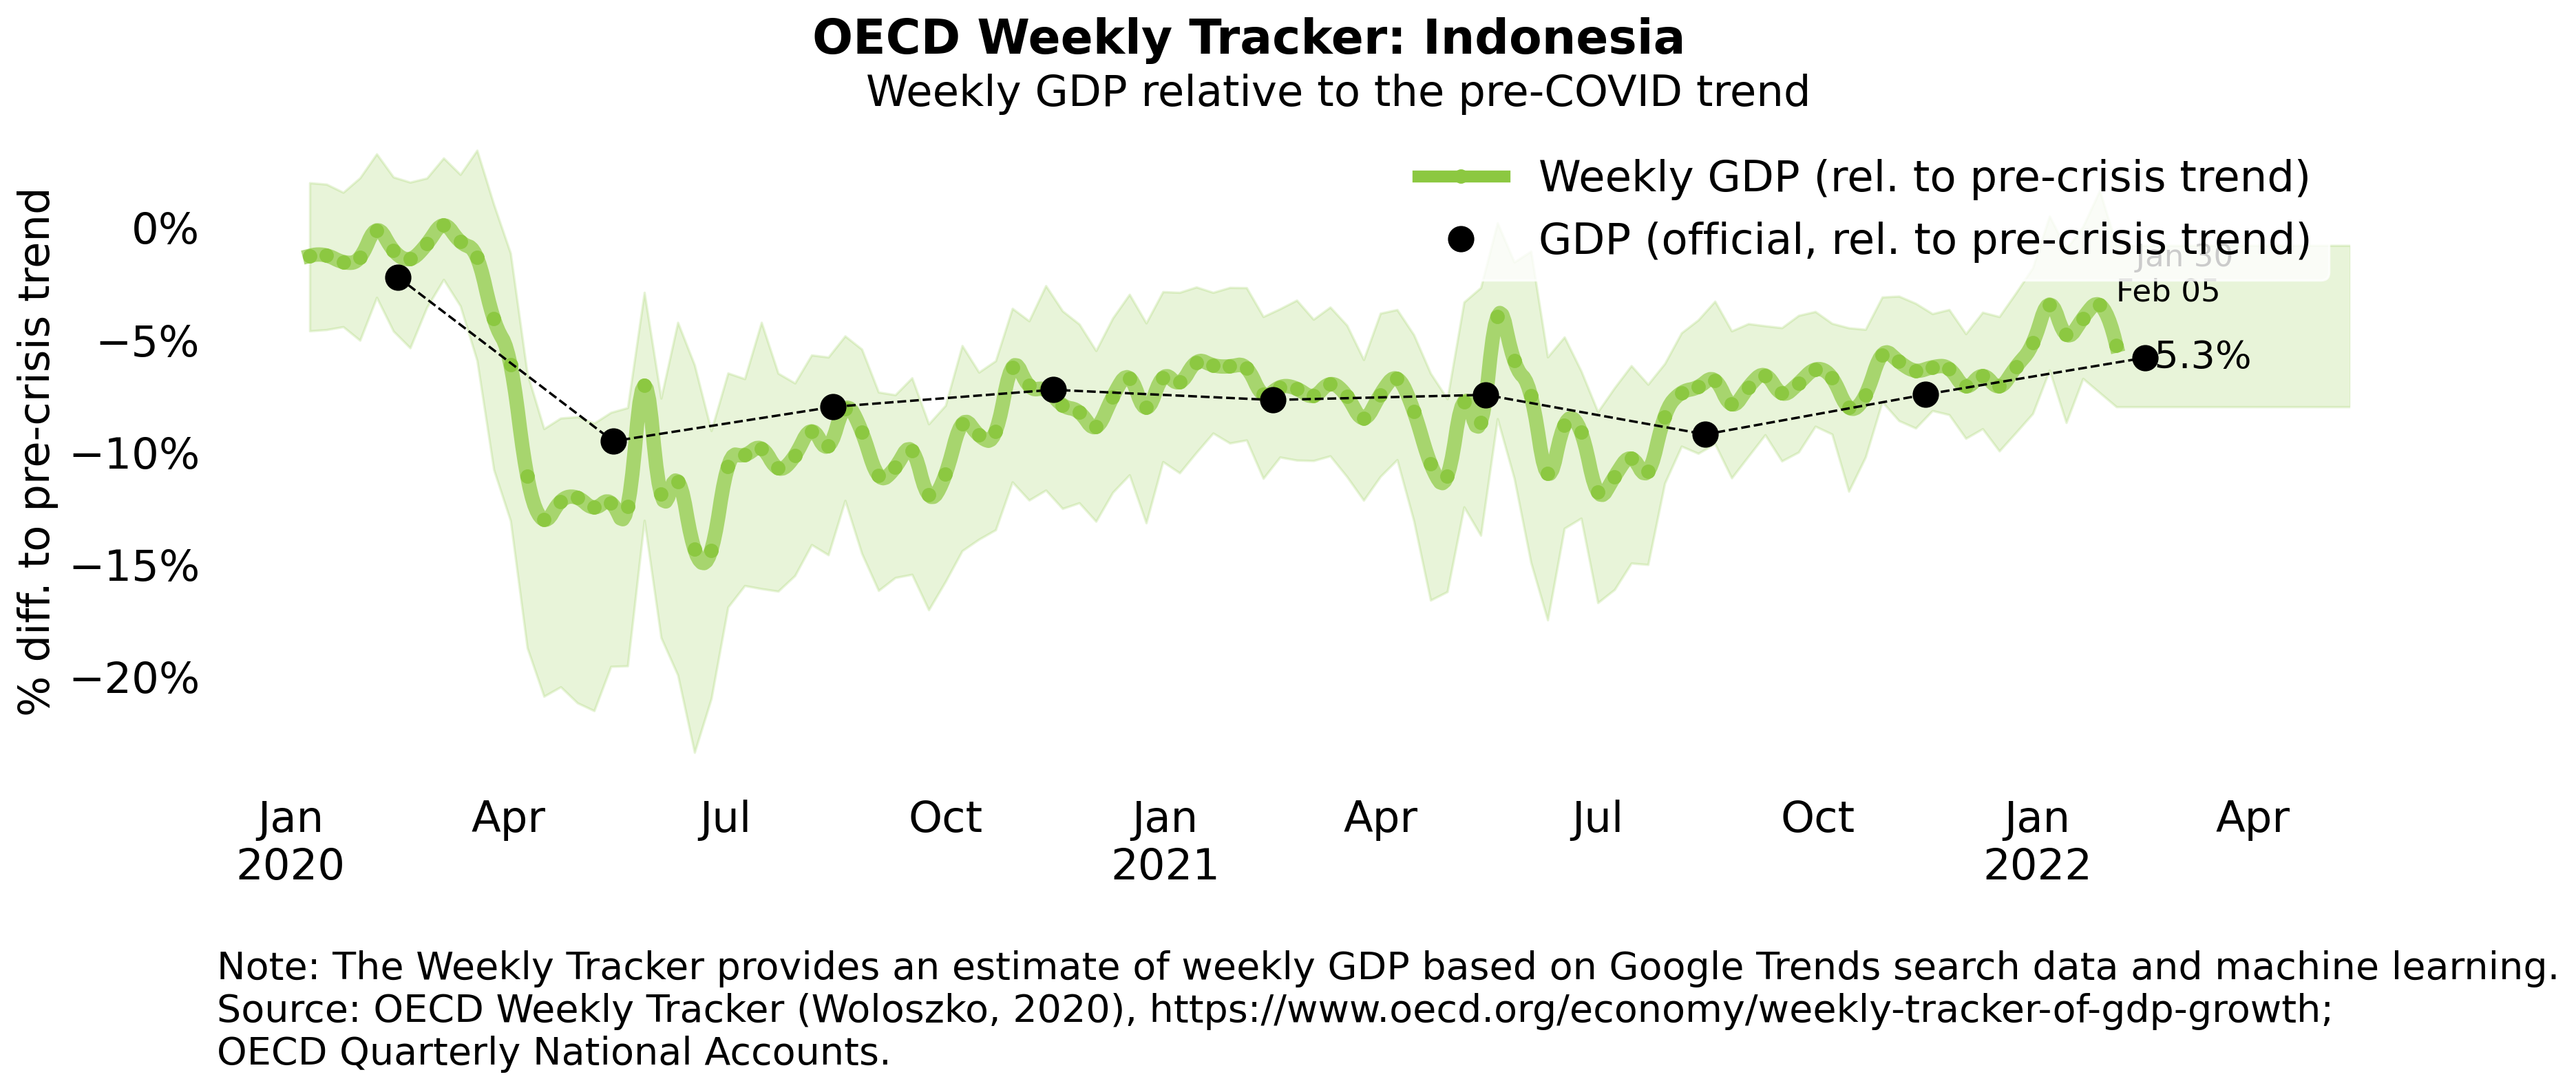 OECD Weekly Tracker: Indonesia
Weekly GDP relative to the pre-COVID trend
Weekly GDP (rel. to pre-crisis trend)
GDP (official, rel. to pre-crisis trend)
Jan 30
Feb 05
5.3%
% diff. to pre-crisis trend
0%
−5%
−10%
−15%
−20%
Jan Apr Jul Oct Jan Apr Jul Oct Jan Apr
2020 2021 2022
Note: The Weekly Tracker provides an estimate of weekly GDP based on Google Trends search data and machine learning.
Source: OECD Weekly Tracker (Woloszko, 2020), https://www.oecd.org/economy/weekly-tracker-of-gdp-growth;
OECD Quarterly National Accounts.